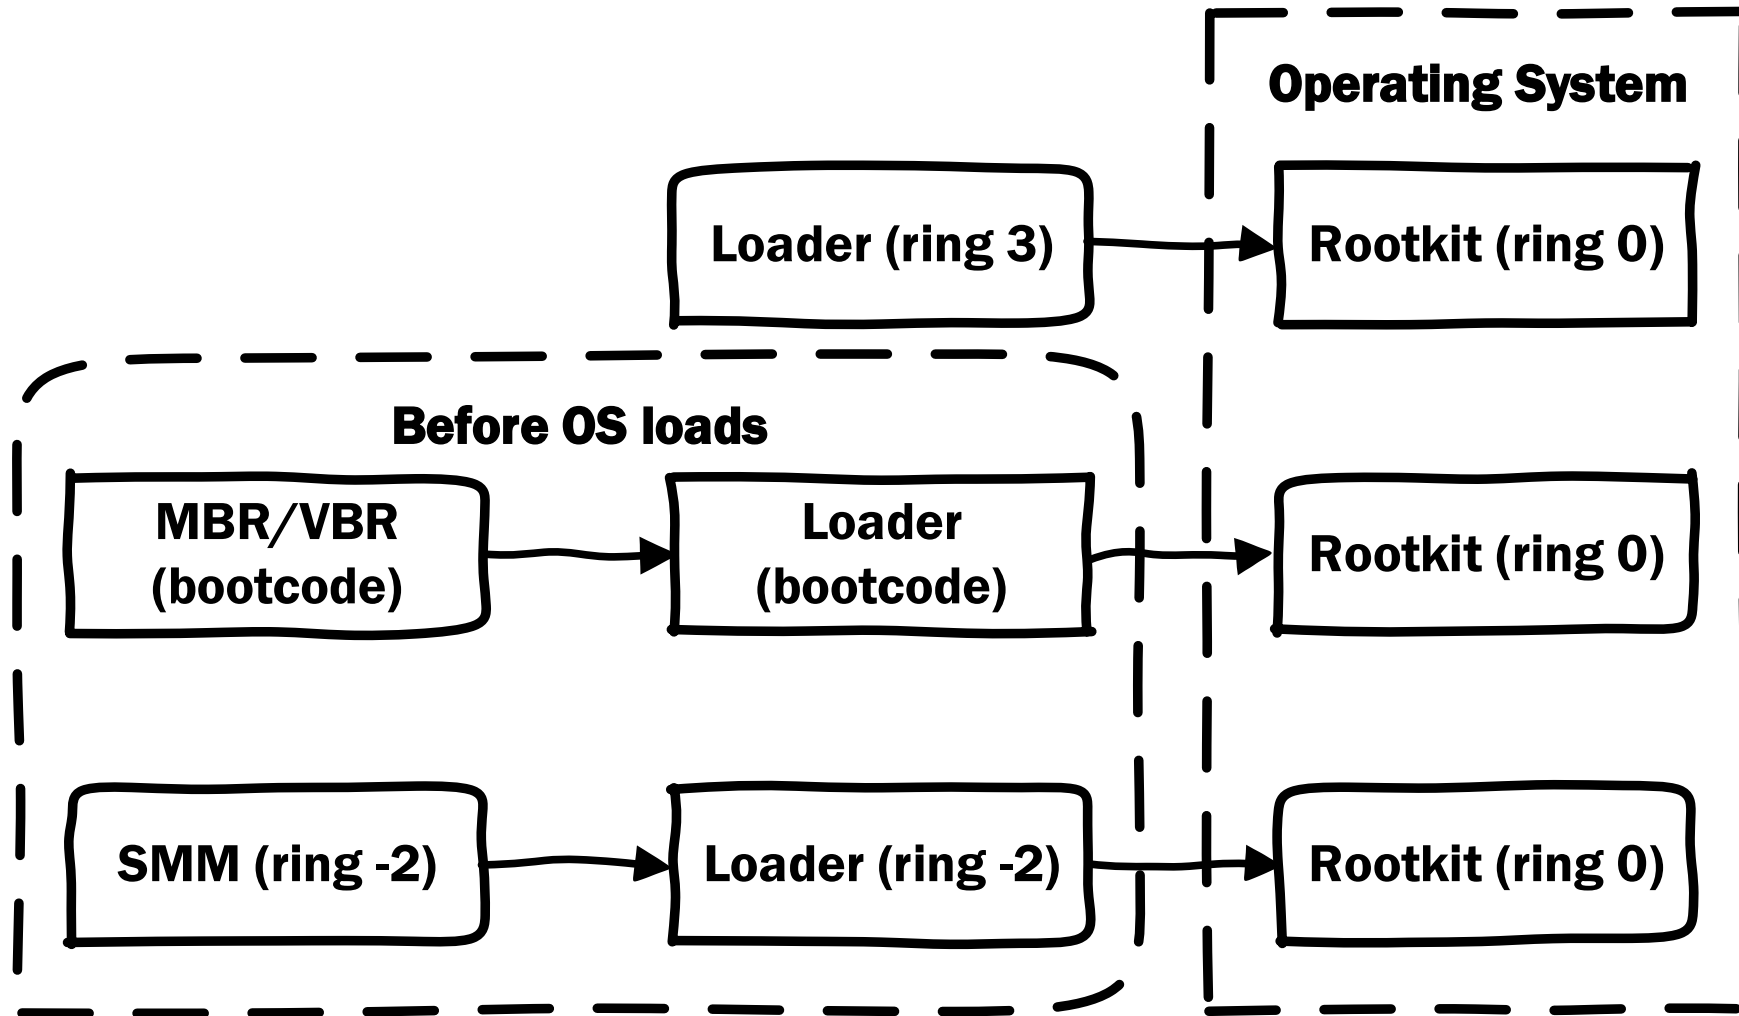 Operating System
Loader (ring 3)
Rootkit (ring 0)
Before OS loads
MBR/VBR
(bootcode)
Loader
(bootcode)
Rootkit (ring 0)
SMM (ring -2)
Loader (ring -2)
Rootkit (ring 0)